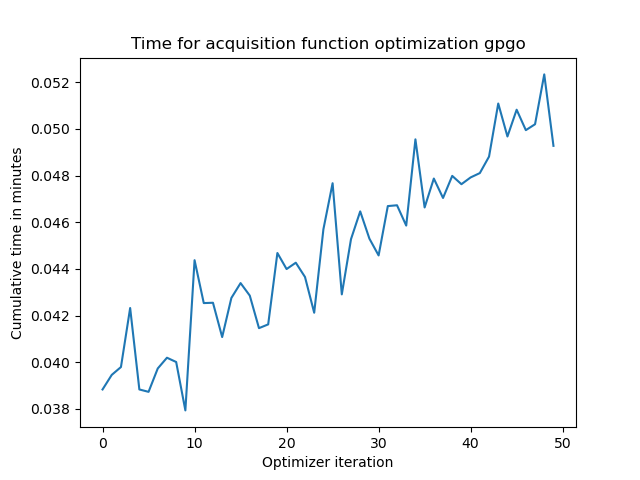 Time for acquisition function optimization gpgo
0.052
0.050
0.048
0.046
0.044
0.042
0.040
0.038
Cumulative time in minutes
0 10 20 30 40 50
Optimizer iteration